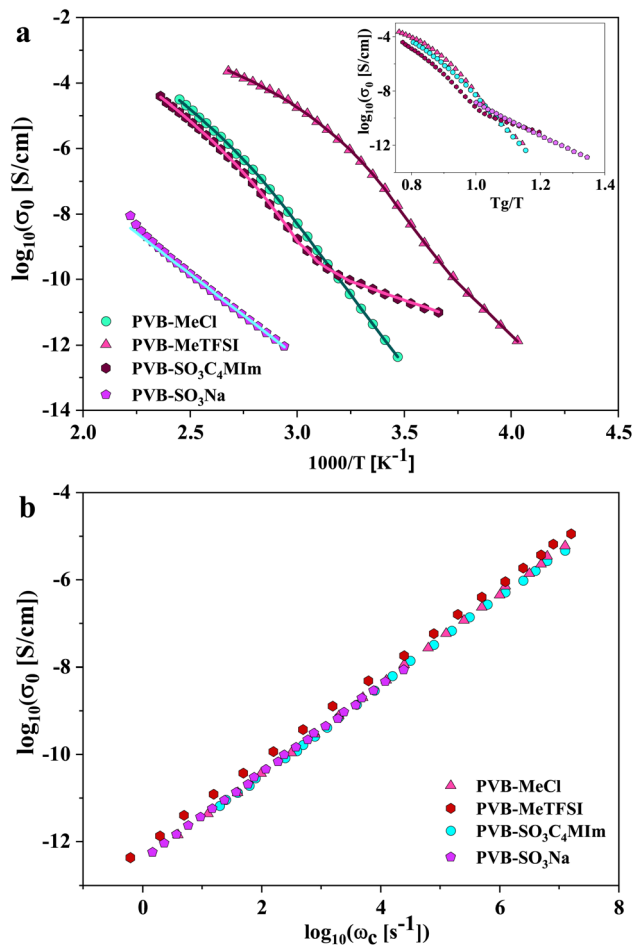 a
log₁₀(σ₀ [S/cm])
-2
-4
-6
-8
-10
-12
-14
2.0
2.5
3.0
3.5
4.0
4.5
1000/T [K⁻¹]
PVB-MeCl
PVB-MeTFSI
PVB-SO₃C₄MIm
PVB-SO₃Na
log₁₀(σ₀ [S/cm])
-4
-8
-12
0.8
1.0
1.2
1.4
Tg/T
b
log₁₀(σ₀ [S/cm])
-4
-6
-8
-10
-12
0
2
4
6
8
log₁₀(ω_c [s⁻¹])
PVB-MeCl
PVB-MeTFSI
PVB-SO₃C₄MIm
PVB-SO₃Na